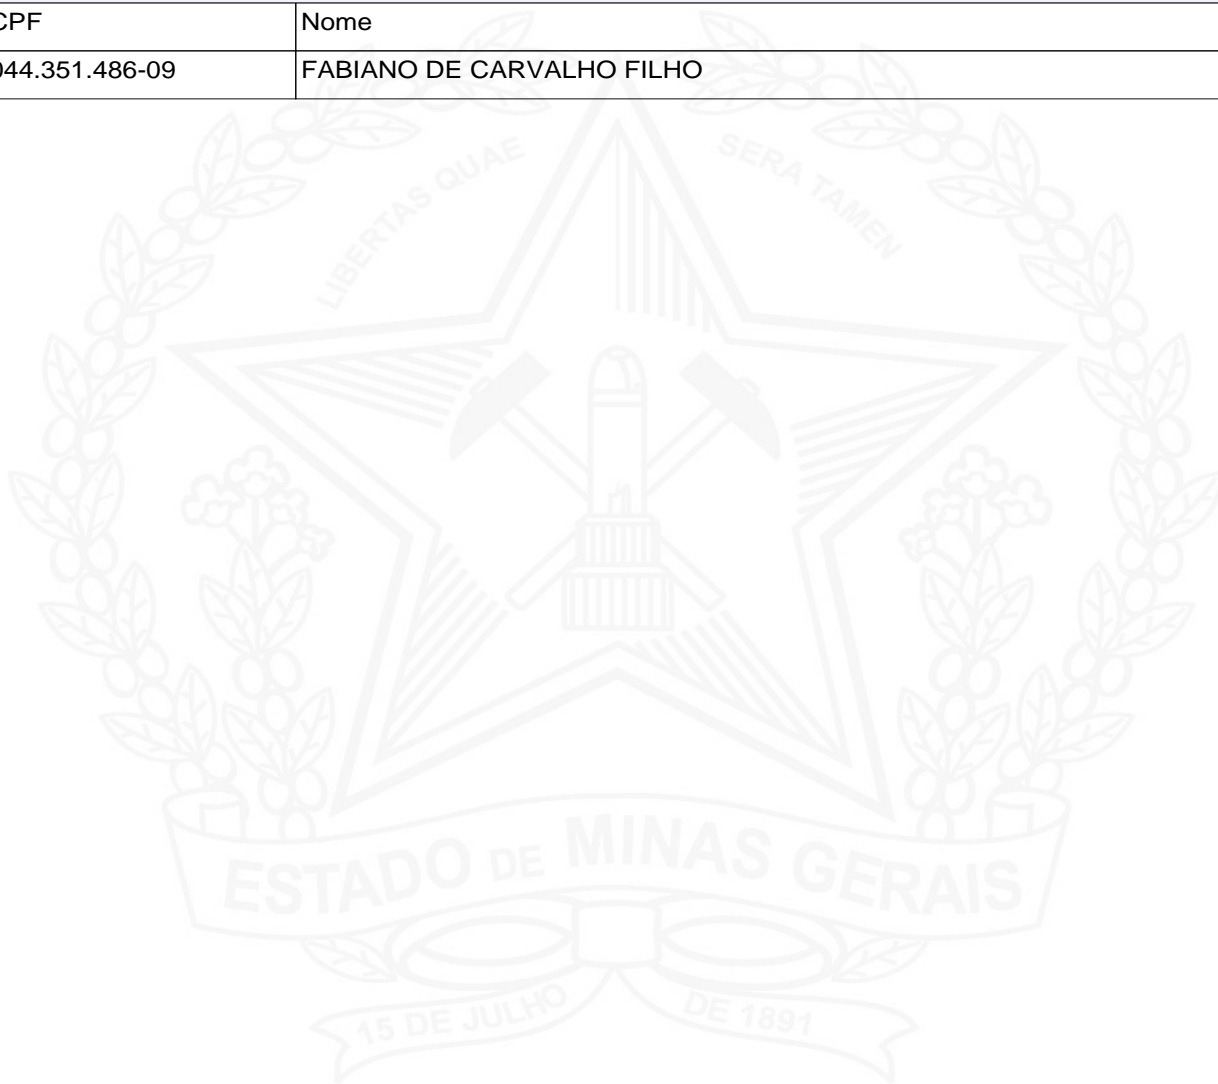 CPF Nome
044.351.486-09 FABIANO DE CARVALHO FILHO
LIBERTAS QUAE SERA TAMEN
ESTADO DE MINAS GERAIS
15 DE JULHO DE 1891